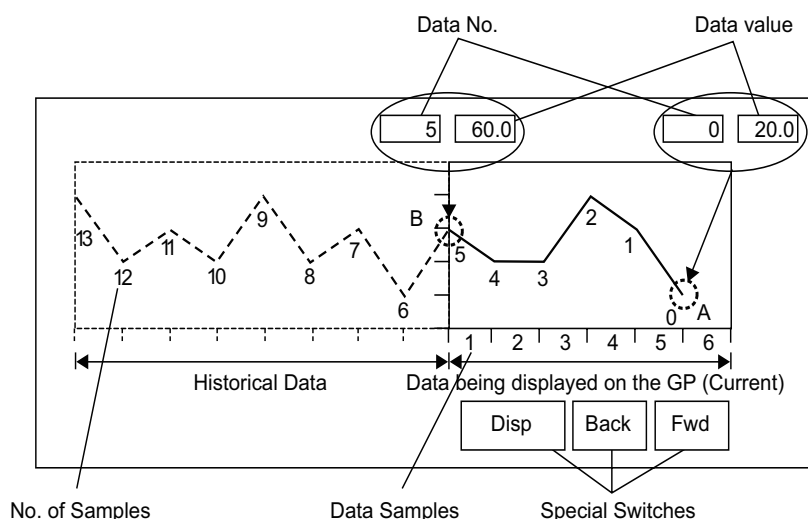 Data No.
Data value
5
60.0
0
20.0
B
A
13
12
11
10
9
8
7
6
5
4
3
2
1
0
1 2 3 4 5 6
Historical Data
Data being displayed on the GP (Current)
Disp
Back
Fwd
No. of Samples
Data Samples
Special Switches